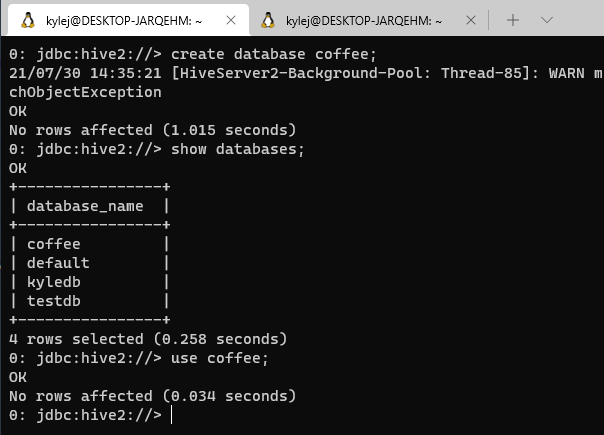 kylej@DESKTOP-JARQEHM: ~ kylej@DESKTOP-JARQEHM: ~
0: jdbc:hive2://> create database coffee;
21/07/30 14:35:21 [HiveServer2-Background-Pool: Thread-85]: WARN m
chObjectException
OK
No rows affected (1.015 seconds)
0: jdbc:hive2://> show databases;
OK
+----------------+
| database_name  |
+----------------+
| coffee         |
| default        |
| kyledb         |
| testdb         |
+----------------+
4 rows selected (0.258 seconds)
0: jdbc:hive2://> use coffee;
OK
No rows affected (0.034 seconds)
0: jdbc:hive2://>